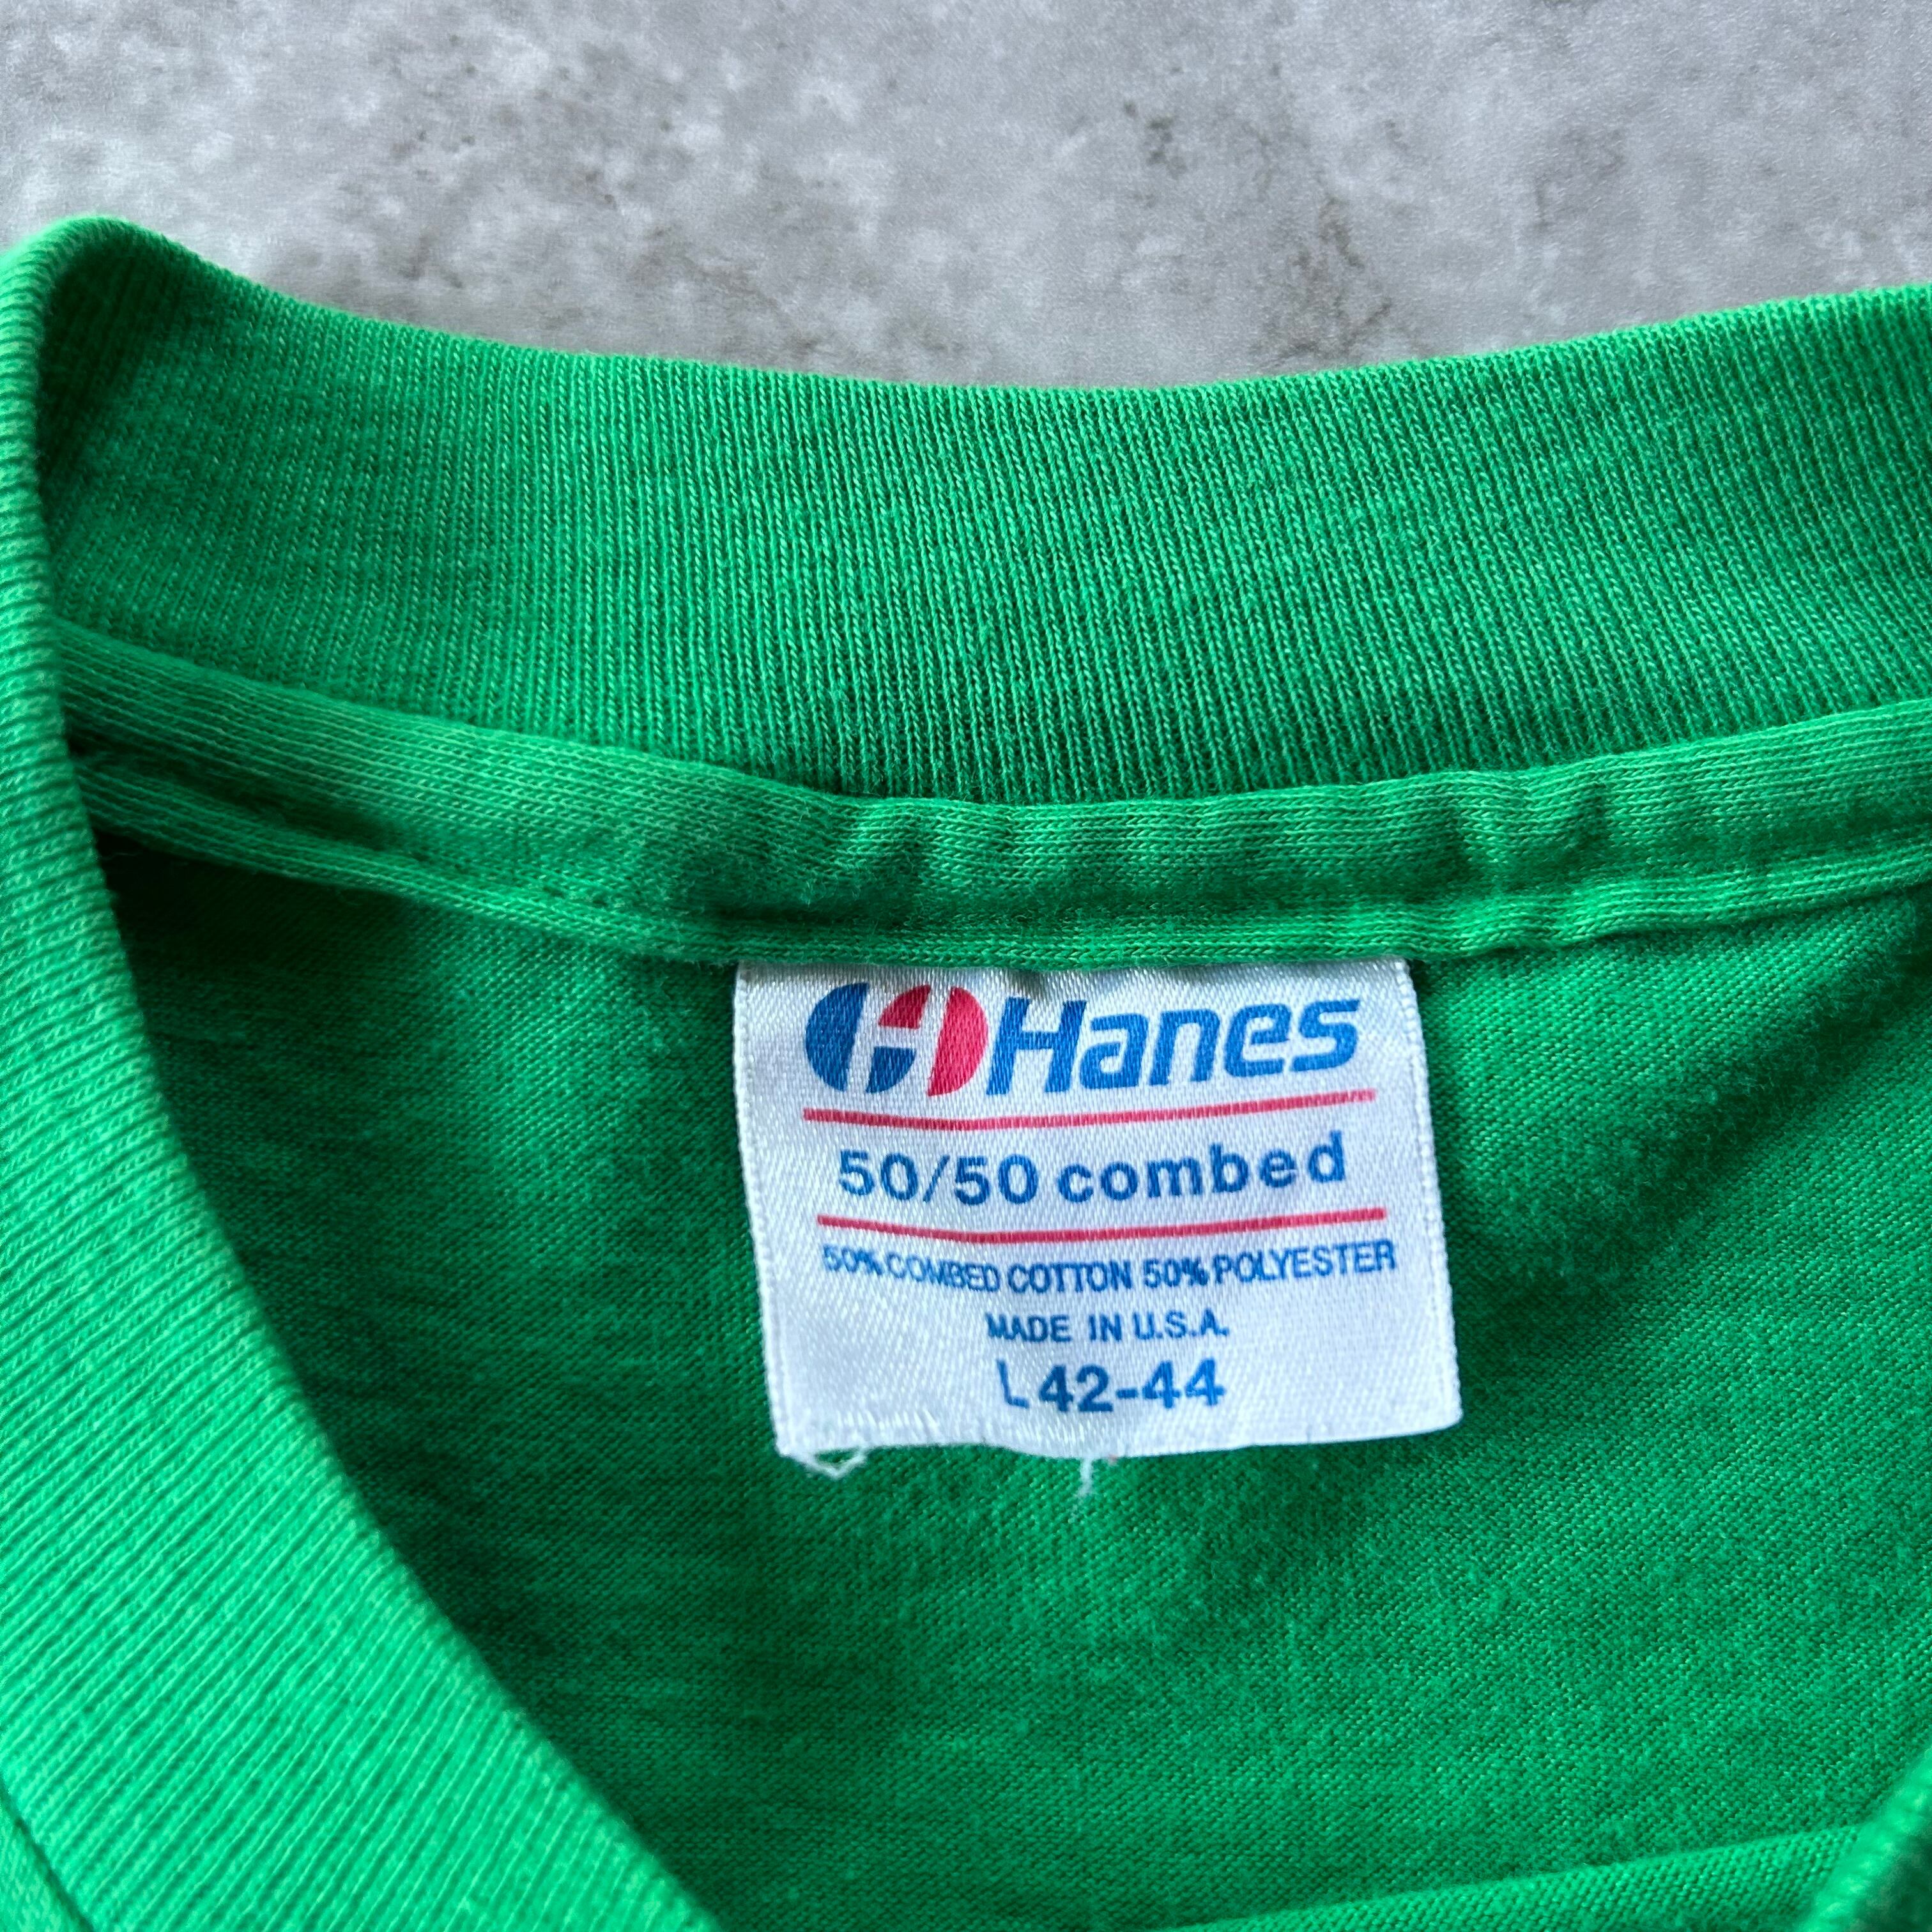 Hanes
50/50 combed
50% COMBED COTTON 50% POLYESTER
MADE IN U.S.A.
L 42-44